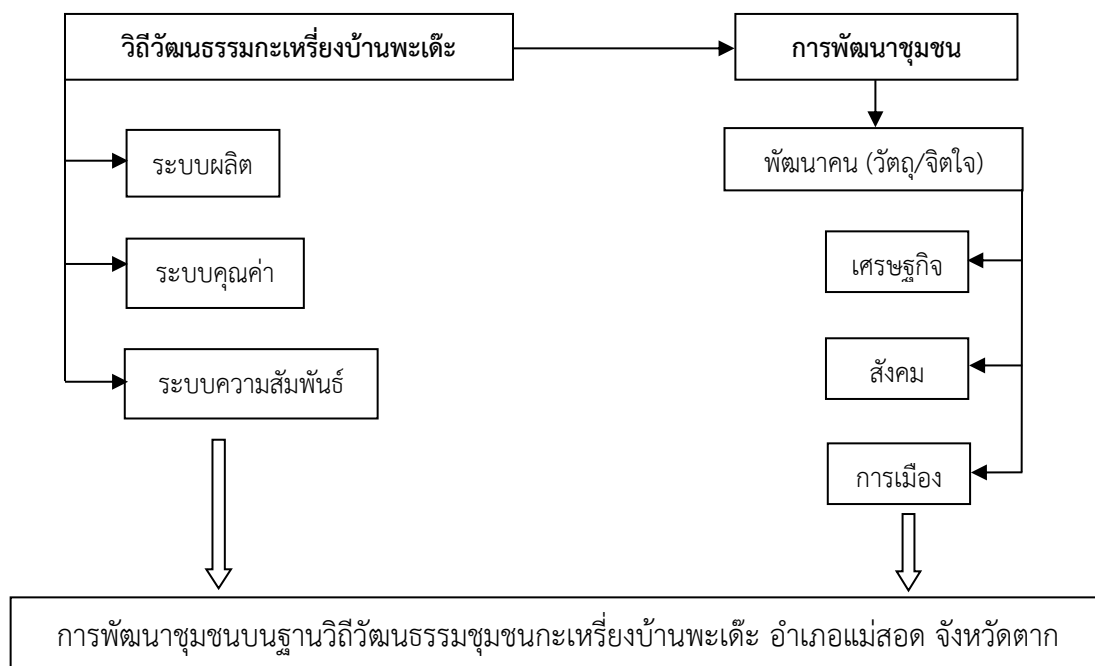 วิถีวัฒนธรรมกะเหรี่ยงบ้านพะเด๊ะ
การพัฒนาชุมชน
ระบบผลิต
พัฒนาคน (วัตถุ/จิตใจ)
ระบบคุณค่า
เศรษฐกิจ
ระบบความสัมพันธ์
สังคม
การเมือง
การพัฒนาชุมชนบนฐานวิถีวัฒนธรรมชุมชนกะเหรี่ยงบ้านพะเด๊ะ อำเภอแม่สอด จังหวัดตาก